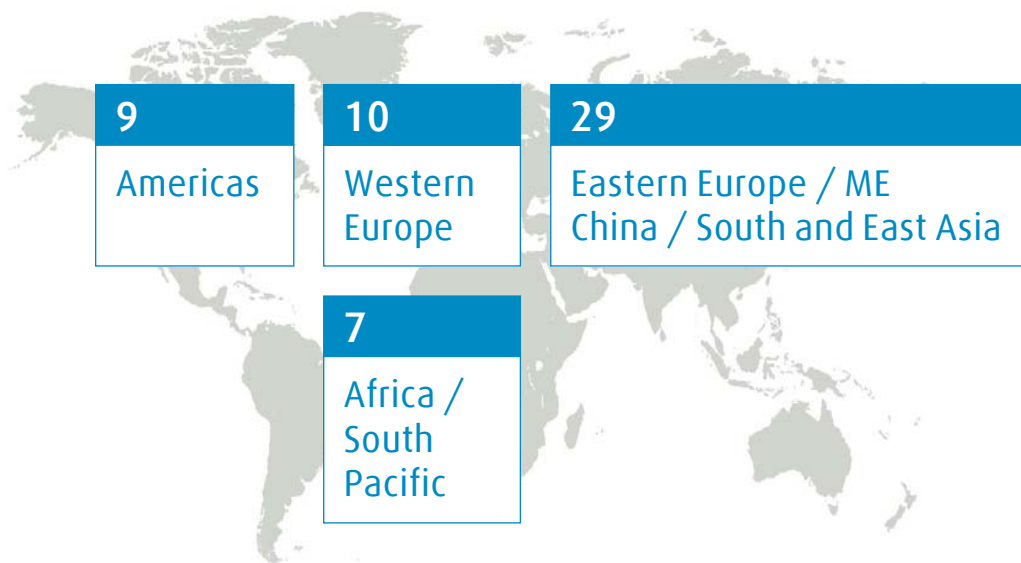 9
Americas
10
Western
Europe
29
Eastern Europe / ME
China / South and East Asia
7
Africa /
South
Pacific